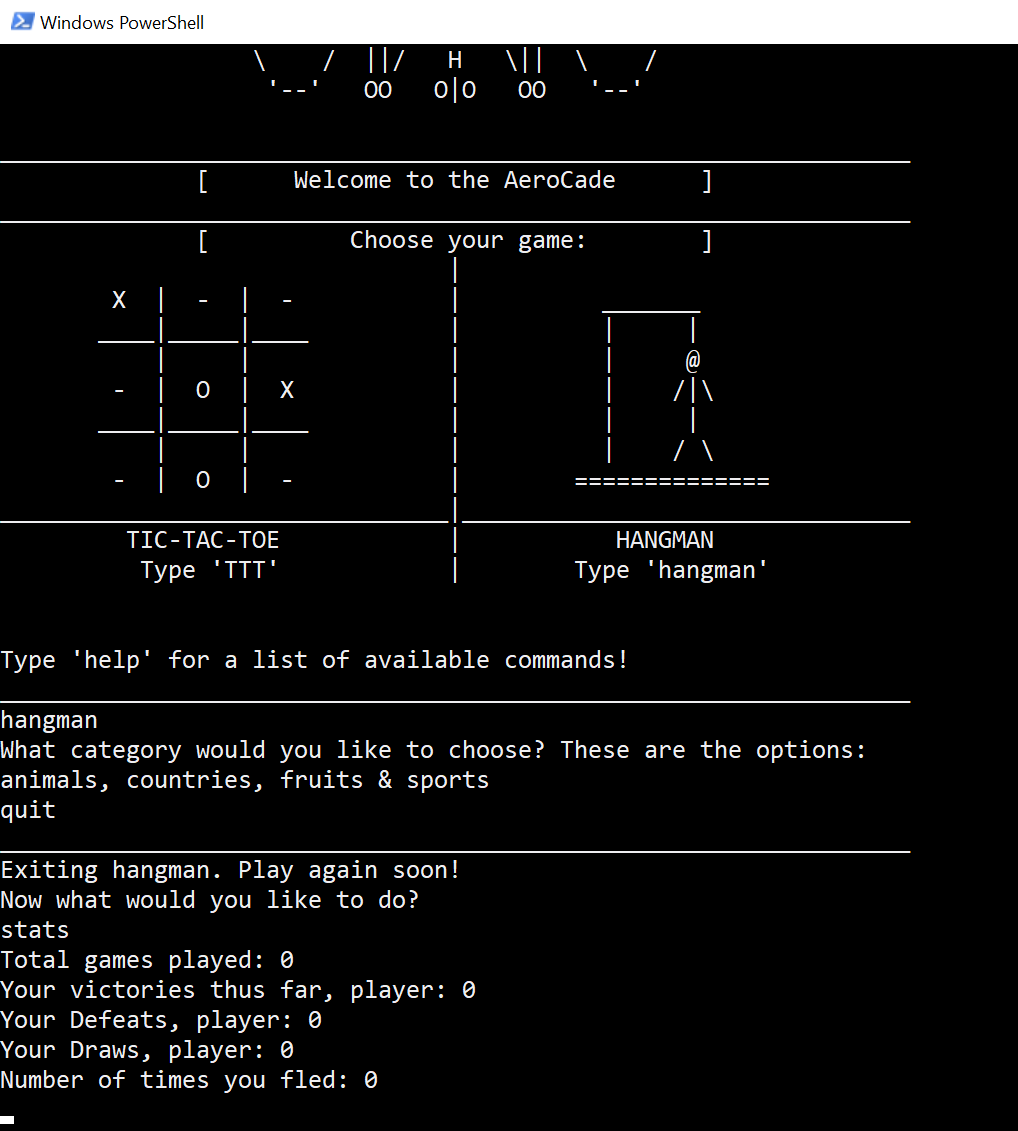 Windows PowerShell
\    /  ||/   H   \||  \    /
'--'   OO   O|O   OO   '--'
[      Welcome to the AeroCade      ]
[          Choose your game:        ]
X | - | -
@
/|\
- | O | X
|
/ \
- | O | -
==============
TIC-TAC-TOE | HANGMAN
Type 'TTT' | Type 'hangman'
Type 'help' for a list of available commands!
hangman
What category would you like to choose? These are the options:
animals, countries, fruits & sports
quit
Exiting hangman. Play again soon!
Now what would you like to do?
stats
Total games played: 0
Your victories thus far, player: 0
Your Defeats, player: 0
Your Draws, player: 0
Number of times you fled: 0